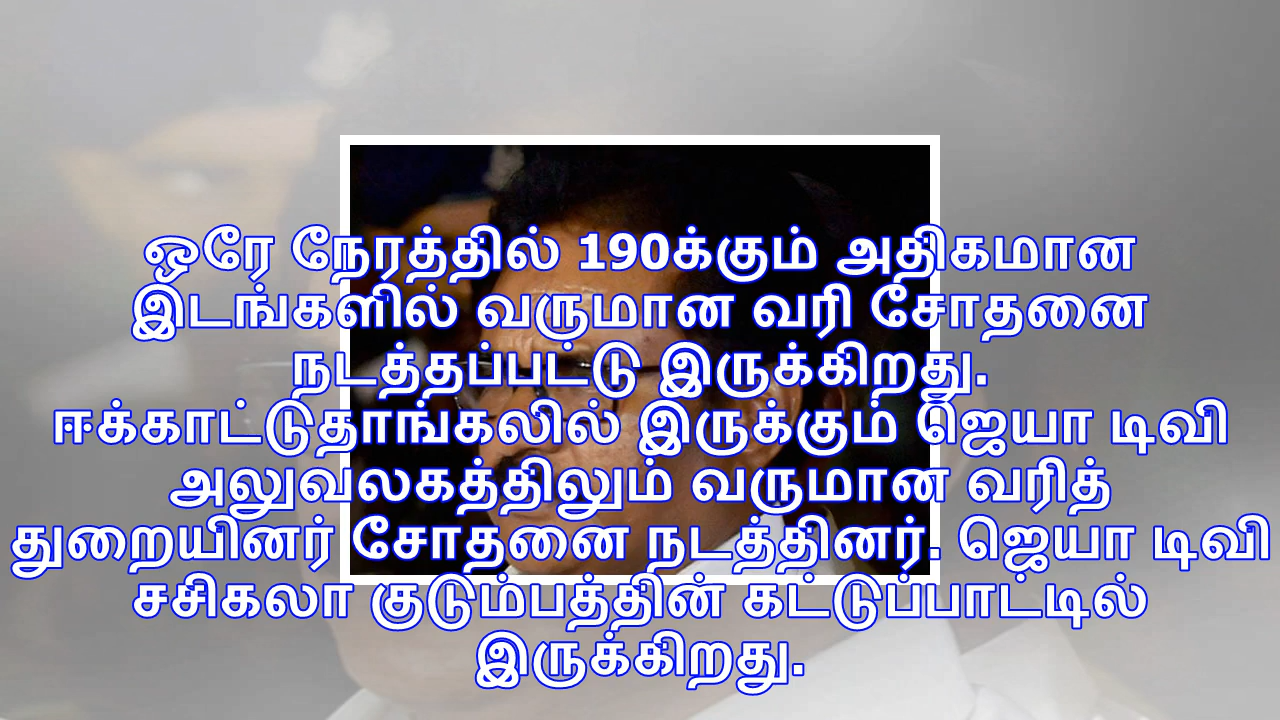 ஒரே நேரத்தில் 190க்கும் அதிகமான
இடங்களில் வருமான வரி சோதனை
நடத்தப்பட்டு இருக்கிறது.
ஈக்காட்டுதாங்கலில் இருக்கும் ஜெயா டிவி
அலுவலகத்திலும் வருமான வரித்
துறையினர் சோதனை நடத்தினர். ஜெயா டிவி
சசிகலா குடும்பத்தின் கட்டுப்பாட்டில்
இருக்கிறது.